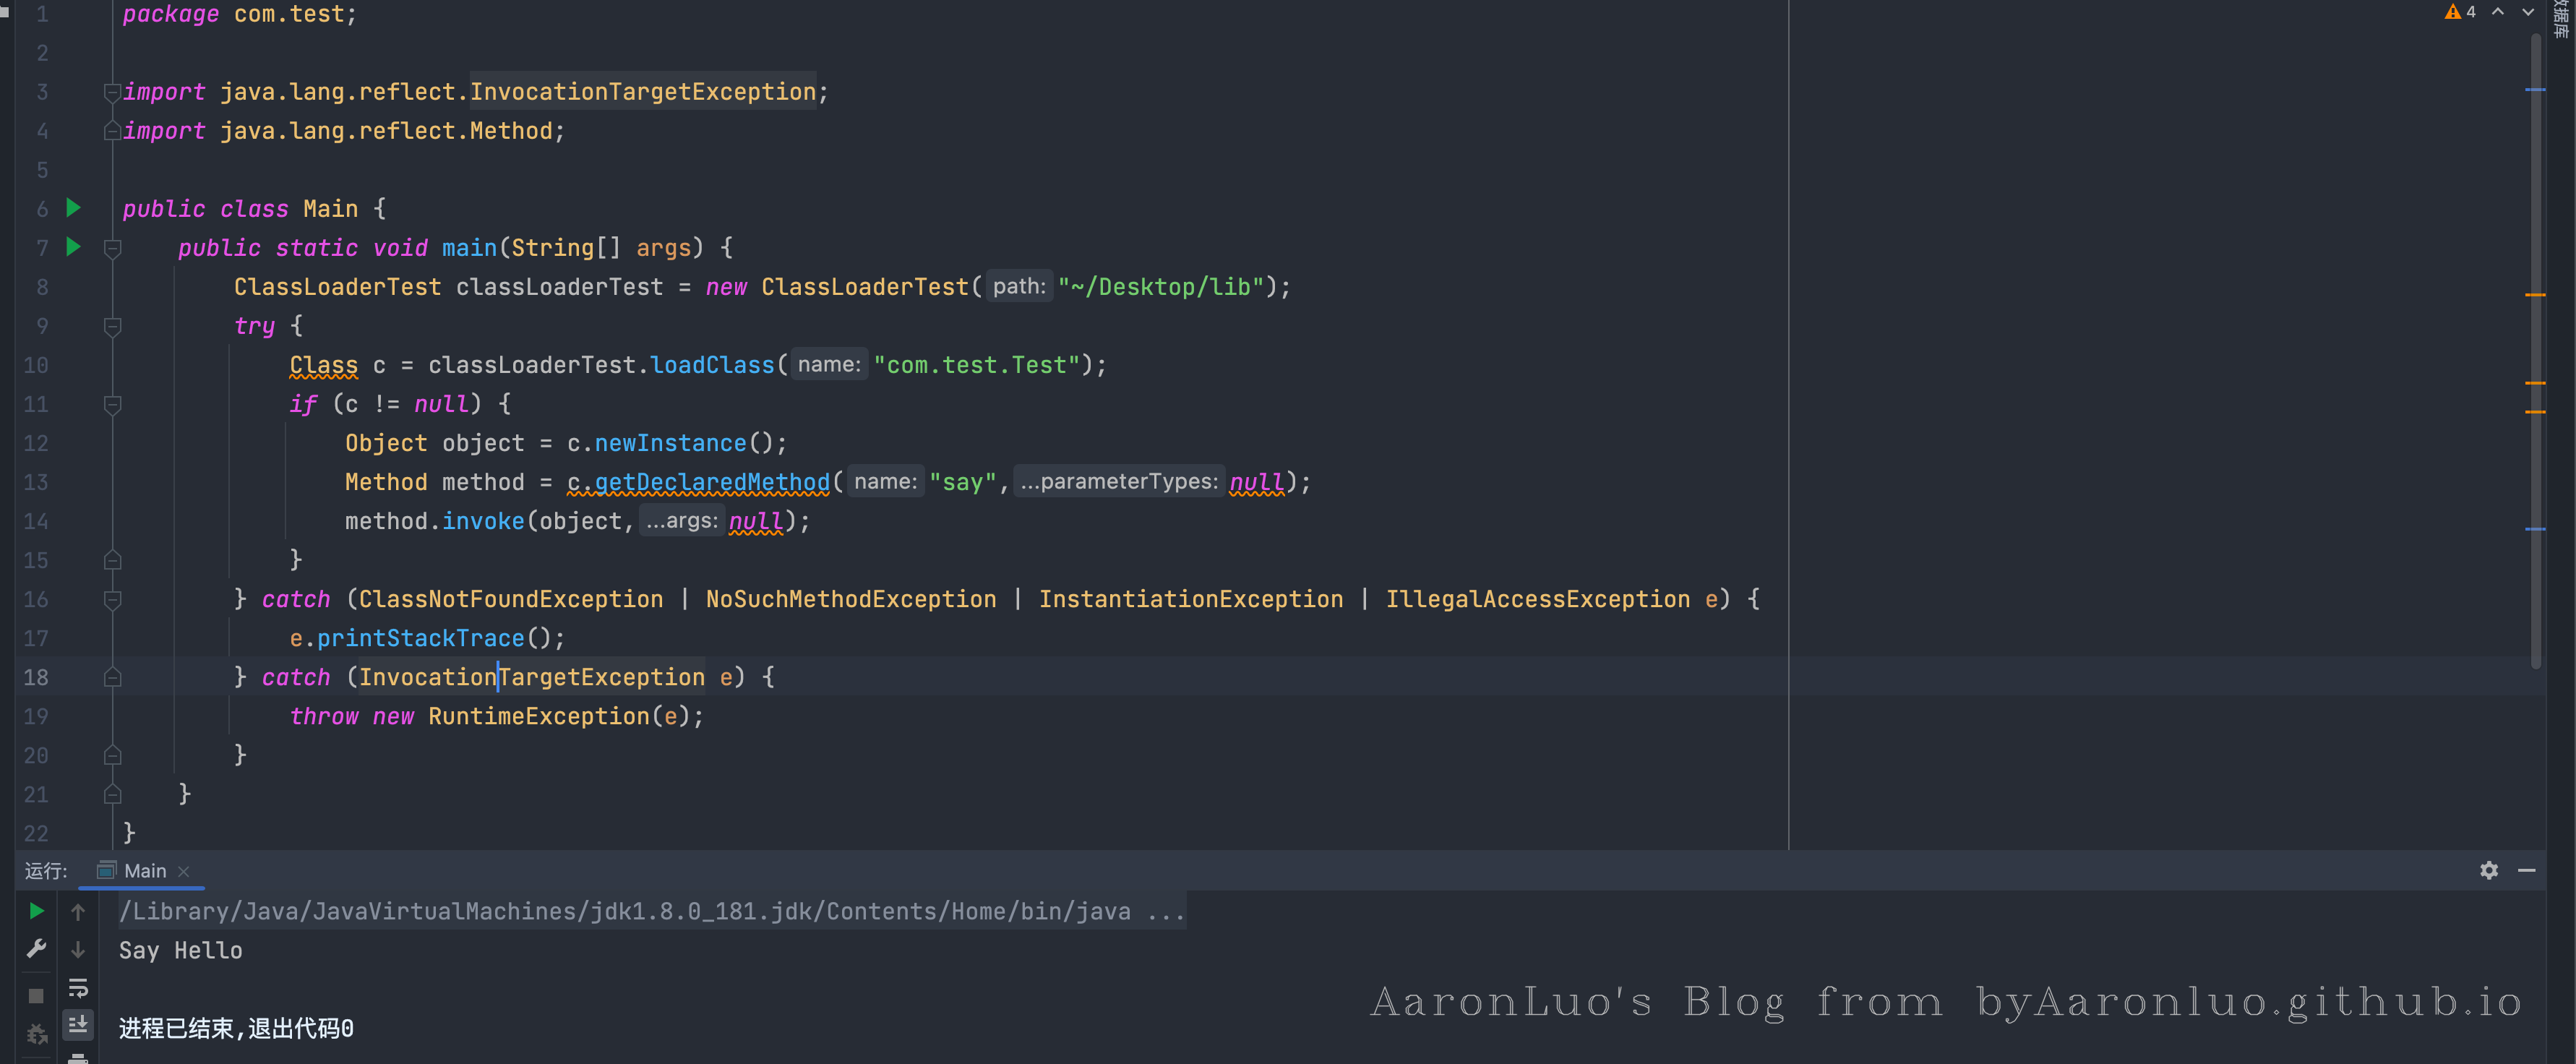 1 package com.test;
2
3 import java.lang.reflect.InvocationTargetException;
4 import java.lang.reflect.Method;
5
6 public class Main {
7 public static void main(String[] args) {
8 ClassLoaderTest classLoaderTest = new ClassLoaderTest( path: "~/Desktop/lib");
9 try {
10 Class c = classLoaderTest.loadClass( name: "com.test.Test");
11 if (c != null) {
12 Object object = c.newInstance();
13 Method method = c.getDeclaredMethod( name: "say", ...parameterTypes: null);
14 method.invoke(object, ...args: null);
15 }
16 } catch (ClassNotFoundException | NoSuchMethodException | InstantiationException | IllegalAccessException e) {
17 e.printStackTrace();
18 } catch (InvocationTargetException e) {
19 throw new RuntimeException(e);
20 }
21 }
22 }
4
数据库
运行: Main
/Library/Java/JavaVirtualMachines/jdk1.8.0_181.jdk/Contents/Home/bin/java ...
Say Hello
进程已结束,退出代码0
AaronLuo's Blog from byAaronluo.github.io